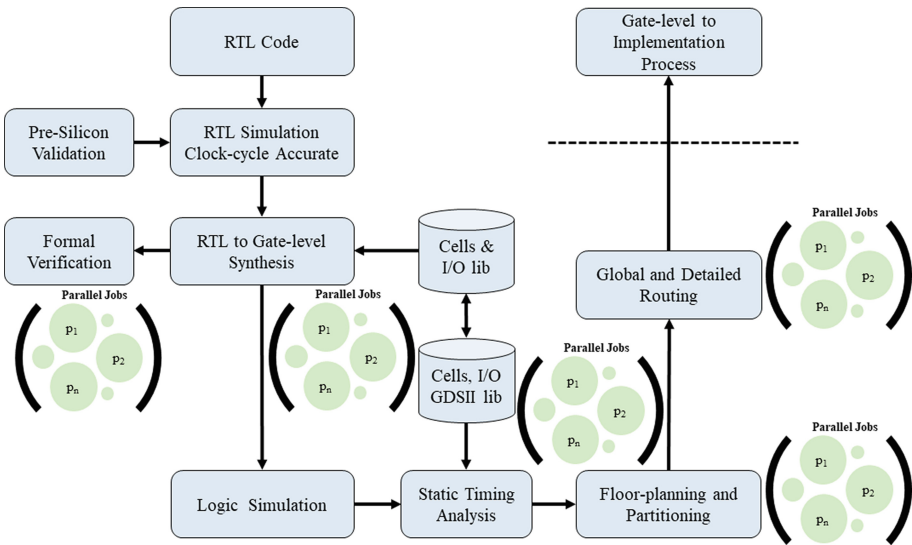 RTL Code
Gate-level to
Implementation
Process
Pre-Silicon
Validation
RTL Simulation
Clock-cycle Accurate
Formal
Verification
RTL to Gate-level
Synthesis
Cells &
I/O lib
Parallel Jobs
p1
p2
pn
Global and Detailed
Routing
Parallel Jobs
p1
p2
pn
Parallel Jobs
p1
p2
pn
Cells, I/O
GDSII lib
Parallel Jobs
p1
p2
pn
Logic Simulation
Static Timing
Analysis
Floor-planning and
Partitioning
Parallel Jobs
p1
p2
pn